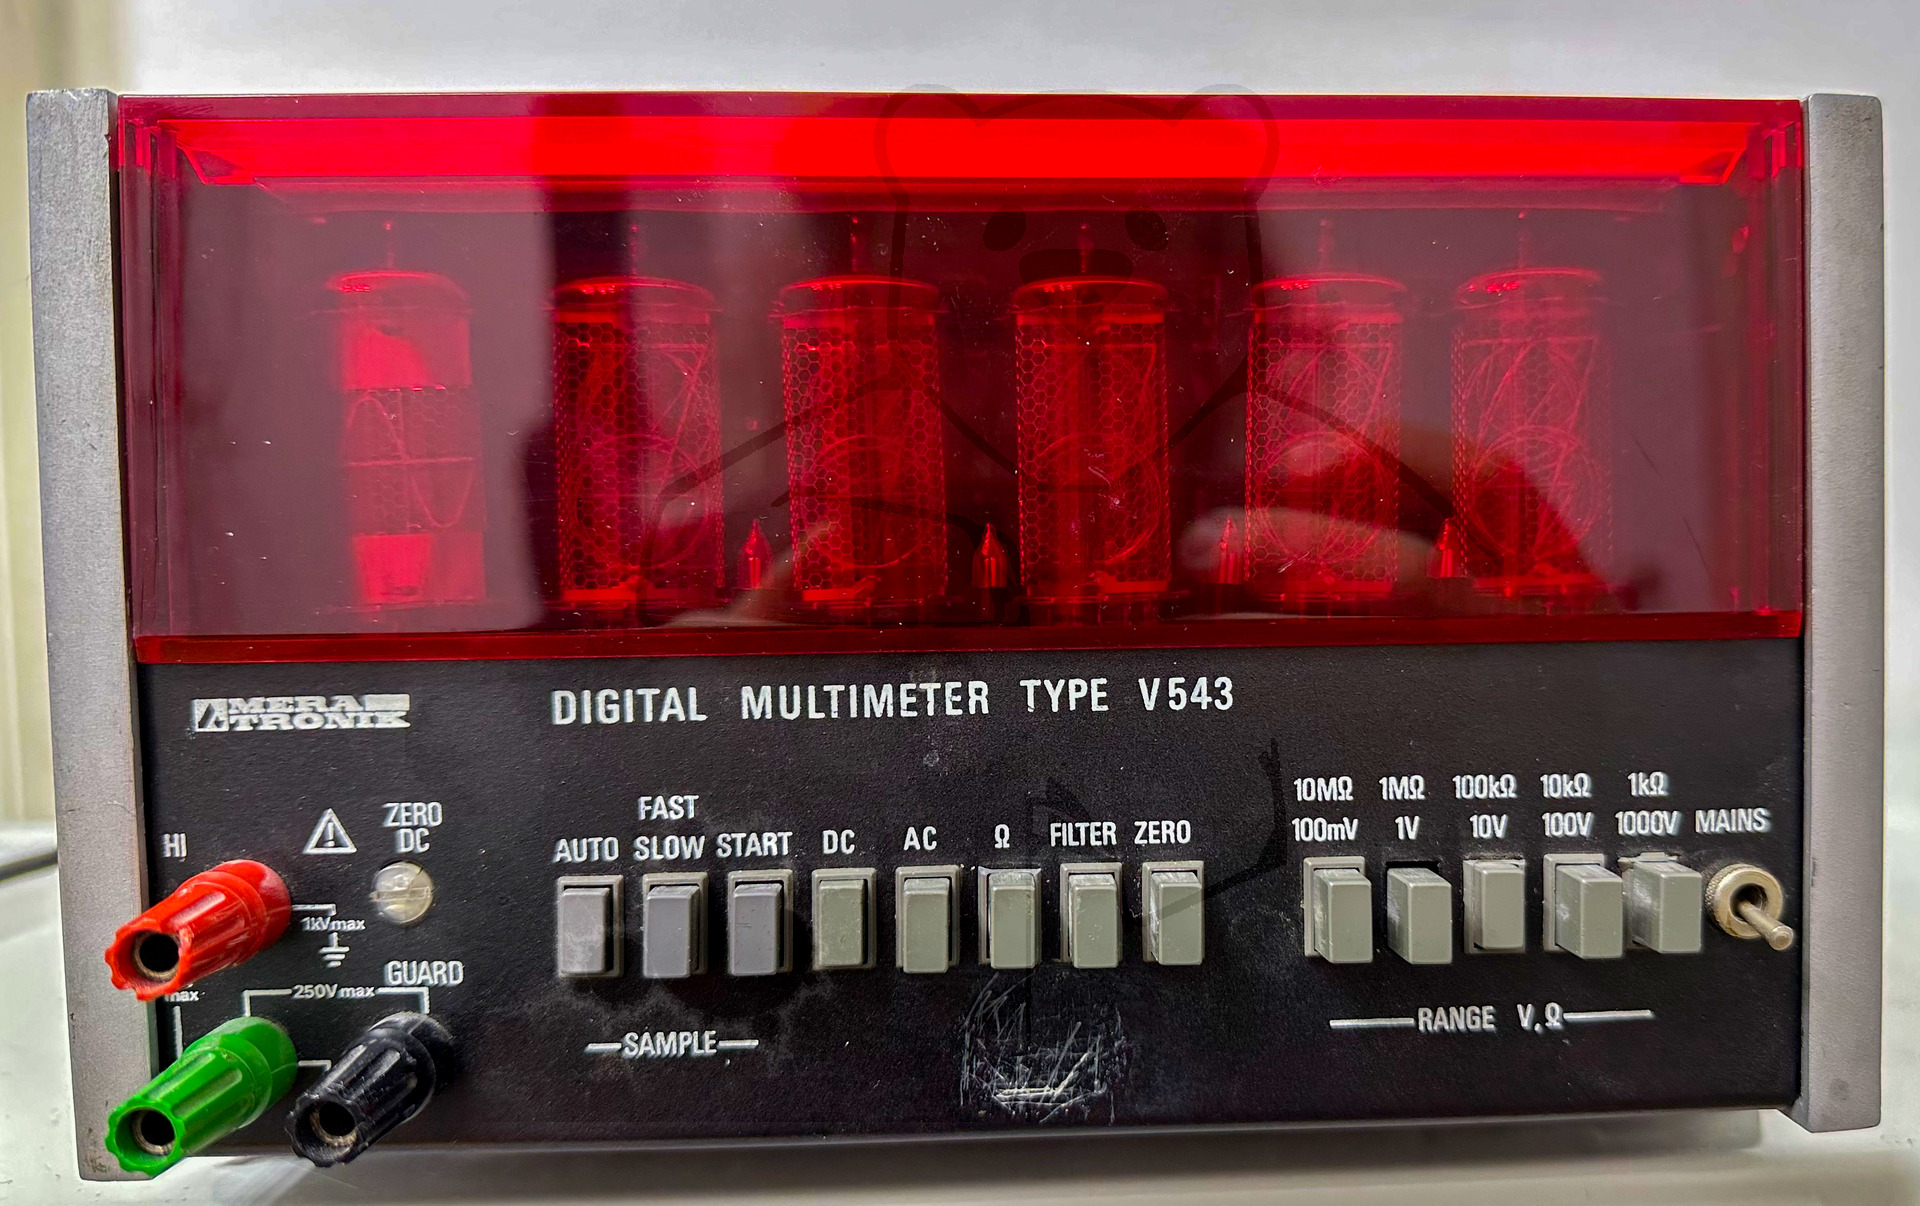 MERA
TRONIK
DIGITAL MULTIMETER TYPE V543
HI
ZERO
DC
1kVmax
GUARD
max
250Vmax
FAST
AUTO SLOW START DC AC Ω FILTER ZERO
SAMPLE
10MΩ 1MΩ 100kΩ 10kΩ 1kΩ
100mV 1V 10V 100V 1000V MAINS
RANGE V,Ω